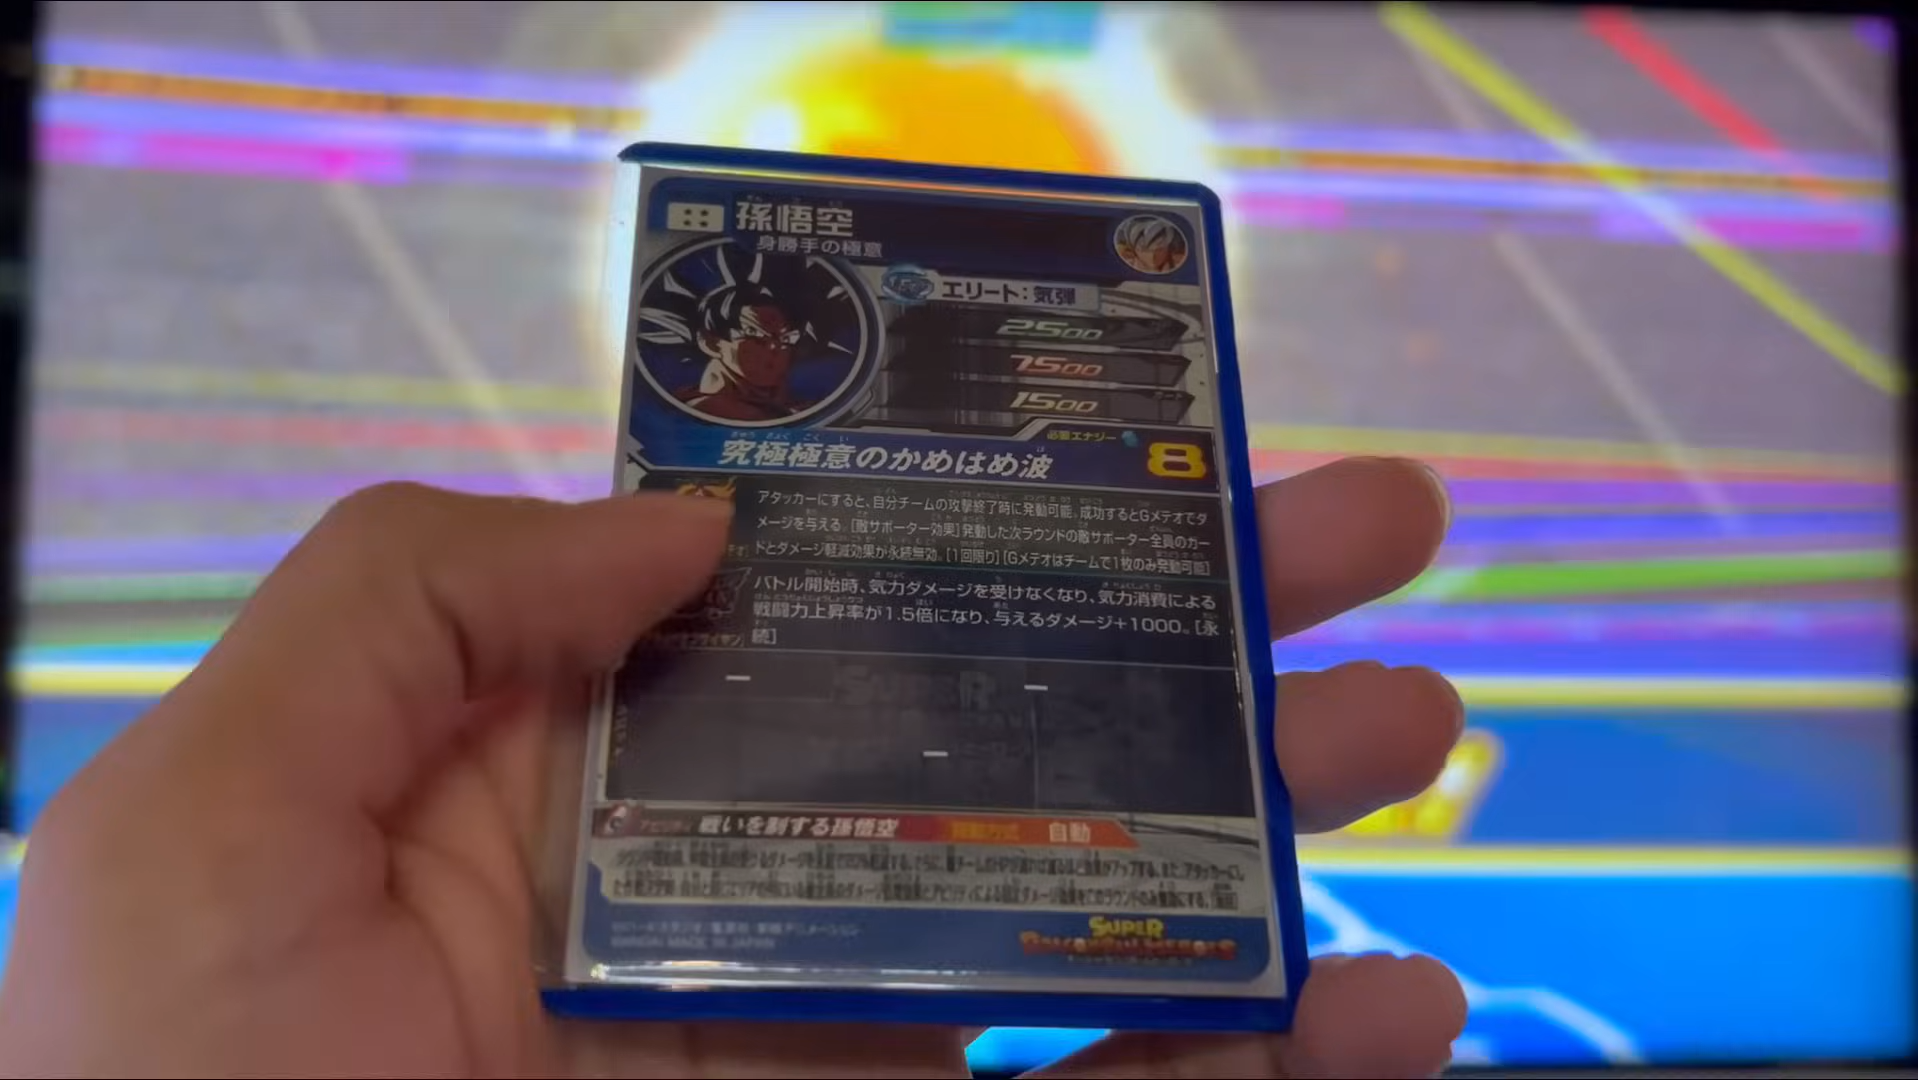 孫悟空
身勝手の極意
エリート:気弾
2500
7500
1500
必要エナジー
8
究極極意のかめはめ波
アタッカーにすると、自分チームの攻撃終了時に発動可能。成功するとGメテオでダ
メージを与える。[敵サポーター効果]発動した次ラウンドの敵サポーター全員のガー
ドとダメージ軽減効果が永続無効。[1回限り][Gメテオはチームで1枚のみ発動可能]
バトル開始時、気力ダメージを受けなくなり、気力消費による
戦闘力上昇率が1.5倍になり、与えるダメージ+1000。[永
続]
アビリティ 戦いを制する孫悟空 自動
BANDAI MADE IN JAPAN
SUPER
DRAGONBALL HEROES